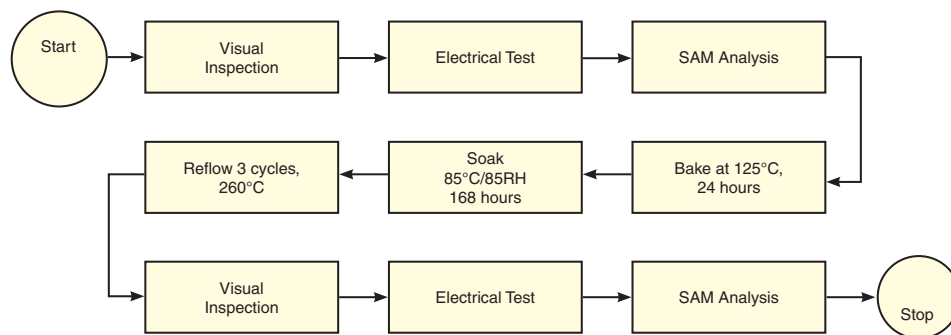 Start
Visual
Inspection
Electrical Test
SAM Analysis
Bake at 125°C,
24 hours
Soak
85°C/85RH
168 hours
Reflow 3 cycles,
260°C
Visual
Inspection
Electrical Test
SAM Analysis
Stop